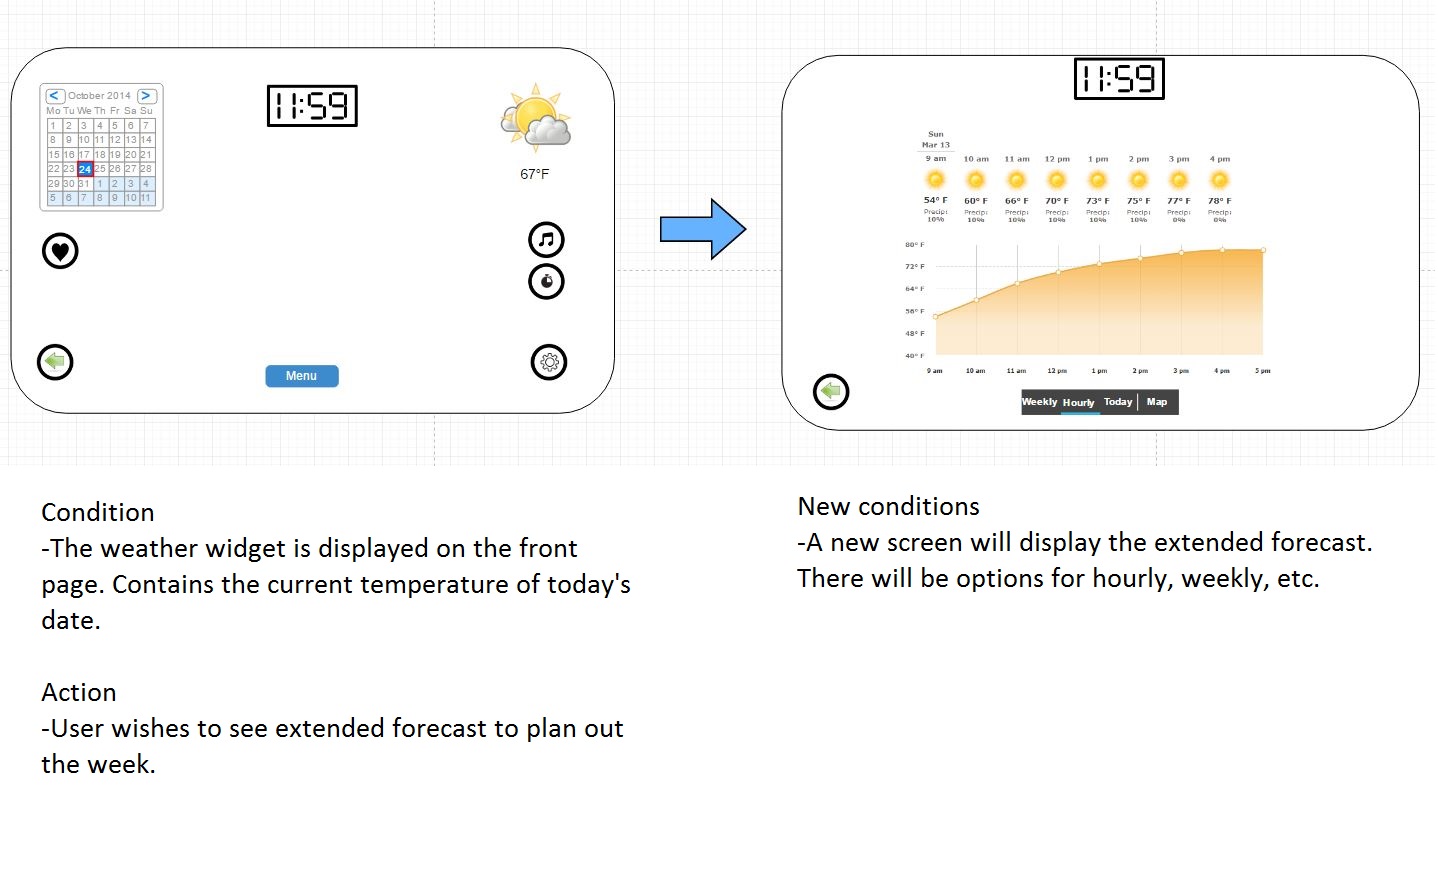 < October 2014 >
Mo Tu We Th Fr Sa Su
1 2 3 4 5 6 7
8 9 10 11 12 13 14
15 16 17 18 19 20 21
22 23 24 25 26 27 28
29 30 31 1 2 3 4
5 6 7 8 9 10 11
11:59
67°F
Menu
11:59
Sun
Mar 13
9 am 10 am 11 am 12 pm 1 pm 2 pm 3 pm 4 pm
54° F 60° F 66° F 70° F 73° F 75° F 77° F 78° F
Precip: Precip: Precip: Precip: Precip: Precip: Precip: Precip:
10% 10% 10% 10% 10% 10% 0% 0%
80° F
72° F
64° F
56° F
48° F
40° F
9 am 10 am 11 am 12 pm 1 pm 2 pm 3 pm 4 pm 5 pm
Weekly Hourly Today Map
Condition
-The weather widget is displayed on the front
page. Contains the current temperature of today's
date.
Action
-User wishes to see extended forecast to plan out
the week.
New conditions
-A new screen will display the extended forecast.
There will be options for hourly, weekly, etc.